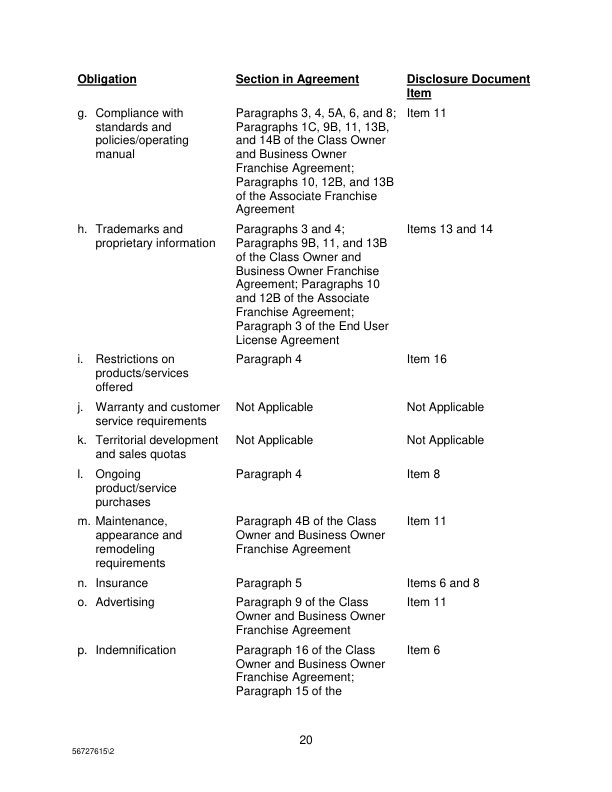 Obligation Section in Agreement Disclosure Document
Item
g. Compliance with Paragraphs 3, 4, 5A, 6, and 8; Item 11
standards and Paragraphs 1C, 9B, 11, 13B,
policies/operating and 14B of the Class Owner
manual and Business Owner
Franchise Agreement;
Paragraphs 10, 12B, and 13B
of the Associate Franchise
Agreement
h. Trademarks and Paragraphs 3 and 4; Items 13 and 14
proprietary information Paragraphs 9B, 11, and 13B
of the Class Owner and
Business Owner Franchise
Agreement; Paragraphs 10
and 12B of the Associate
Franchise Agreement;
Paragraph 3 of the End User
License Agreement
i. Restrictions on Paragraph 4 Item 16
products/services
offered
j. Warranty and customer Not Applicable Not Applicable
service requirements
k. Territorial development Not Applicable Not Applicable
and sales quotas
l. Ongoing Paragraph 4 Item 8
product/service
purchases
m. Maintenance, Paragraph 4B of the Class Item 11
appearance and Owner and Business Owner
remodeling Franchise Agreement
requirements
n. Insurance Paragraph 5 Items 6 and 8
o. Advertising Paragraph 9 of the Class Item 11
Owner and Business Owner
Franchise Agreement
p. Indemnification Paragraph 16 of the Class Item 6
Owner and Business Owner
Franchise Agreement;
Paragraph 15 of the
20
56727615\2